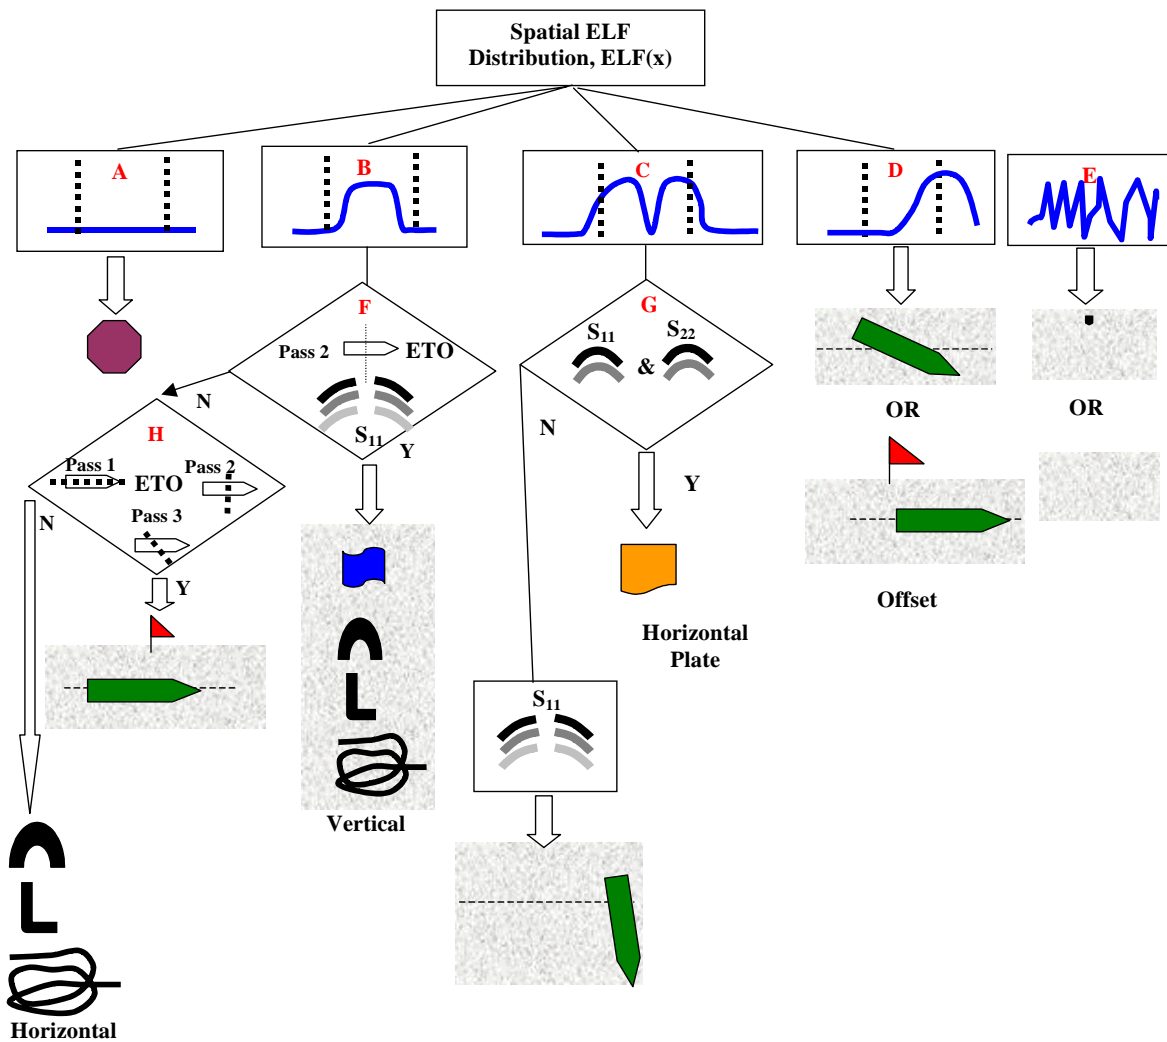 Spatial ELF
Distribution, ELF(x)
A
B
C
D
E
F
Pass 2
ETO
S11
N
Y
G
S11
S22
&
N
Y
H
Pass 1
ETO
Pass 2
Pass 3
N
Y
OR
OR
Offset
Horizontal
Plate
S11
Vertical
Horizontal